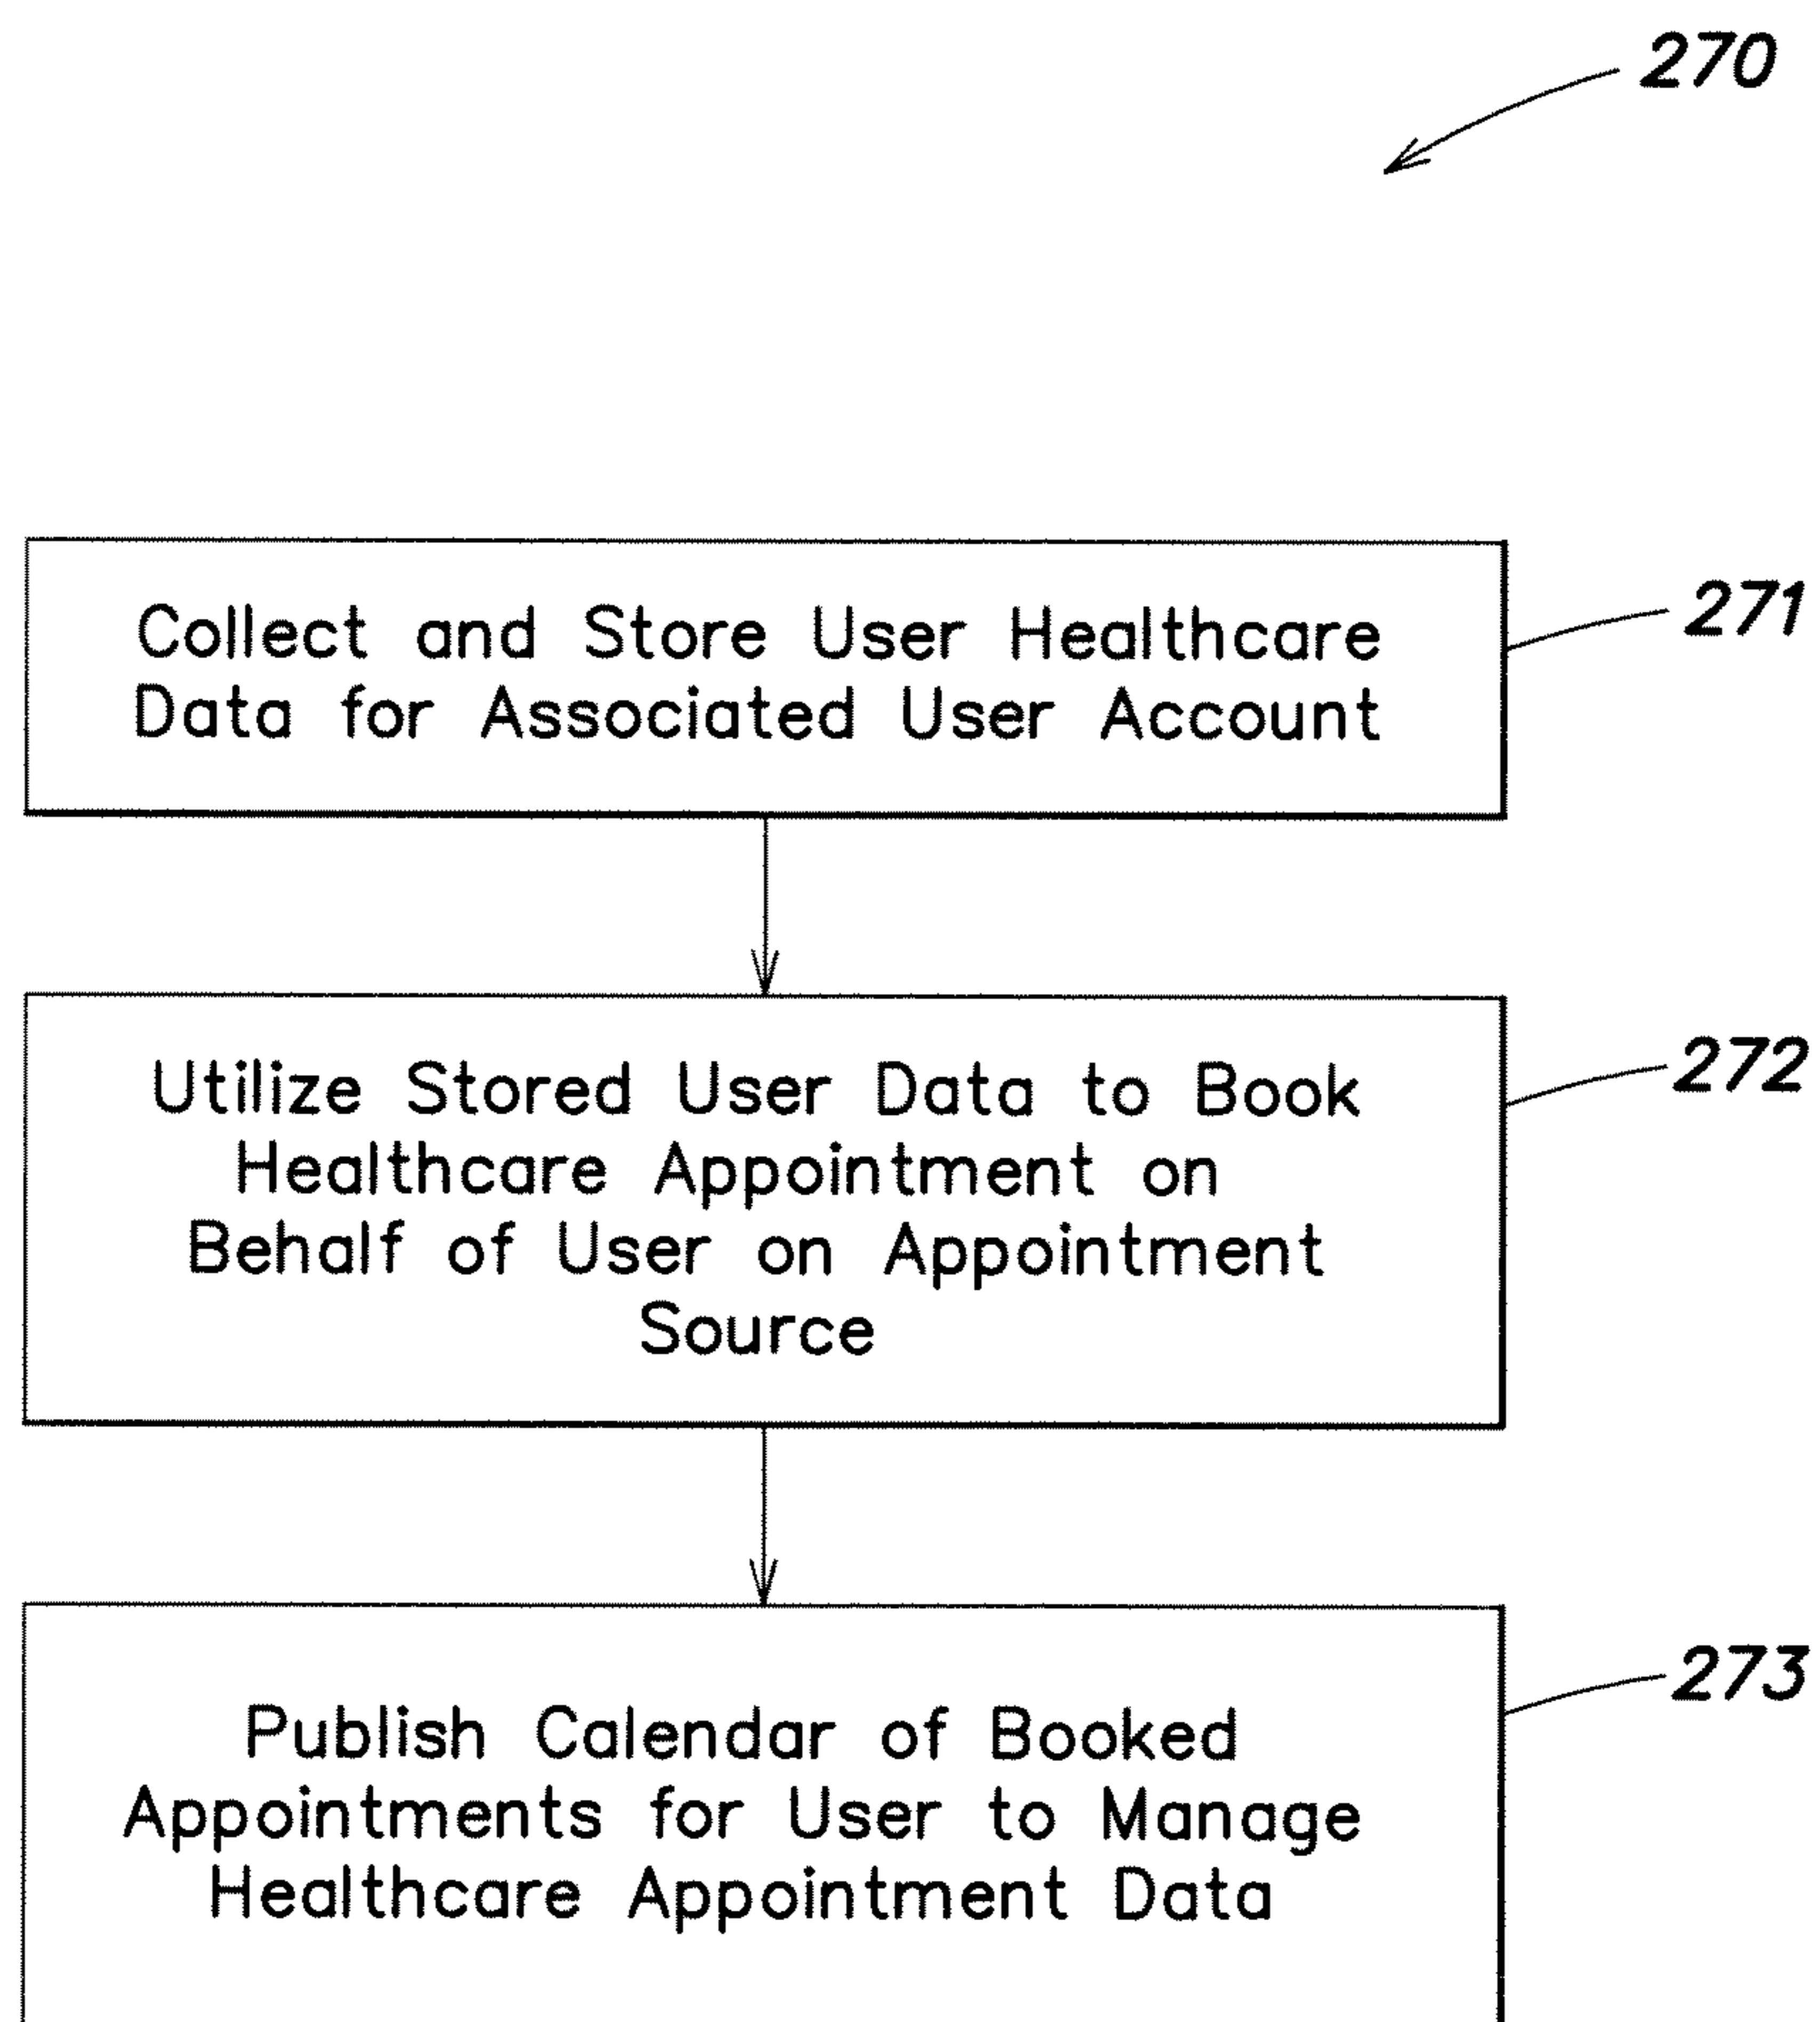 270
Collect and Store User Healthcare
Data for Associated User Account
271
Utilize Stored User Data to Book
Healthcare Appointment on
Behalf of User on Appointment
Source
272
Publish Calendar of Booked
Appointments for User to Manage
Healthcare Appointment Data
273